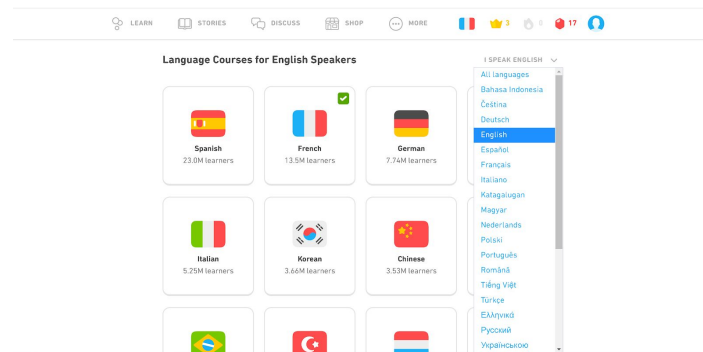 LEARN STORIES DISCUSS SHOP MORE 3 0 17
Language Courses for English Speakers
I SPEAK ENGLISH
All languages
Bahasa Indonesia
Čeština
Deutsch
English
Español
Français
Italiano
Katagalugan
Magyar
Nederlands
Polski
Português
Română
Tiếng Việt
Türkçe
Ελληνικά
Русский
Українською
Spanish French German
23.0M learners 13.5M learners 7.74M learners
Italian Korean Chinese
5.25M learners 3.66M learners 3.53M learners